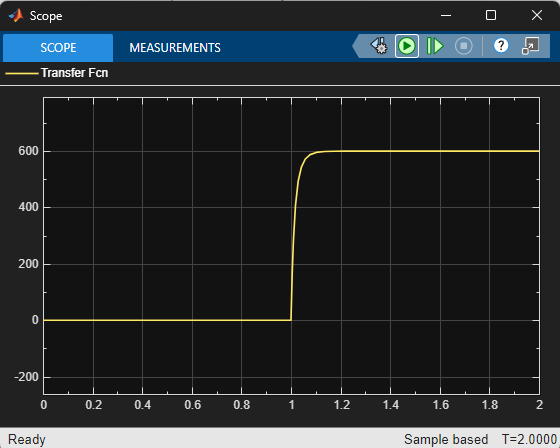 Scope
SCOPE MEASUREMENTS ?
Transfer Fcn
600
400
200
0
-200
0 0.2 0.4 0.6 0.8 1 1.2 1.4 1.6 1.8 2
Ready Sample based T=2.0000